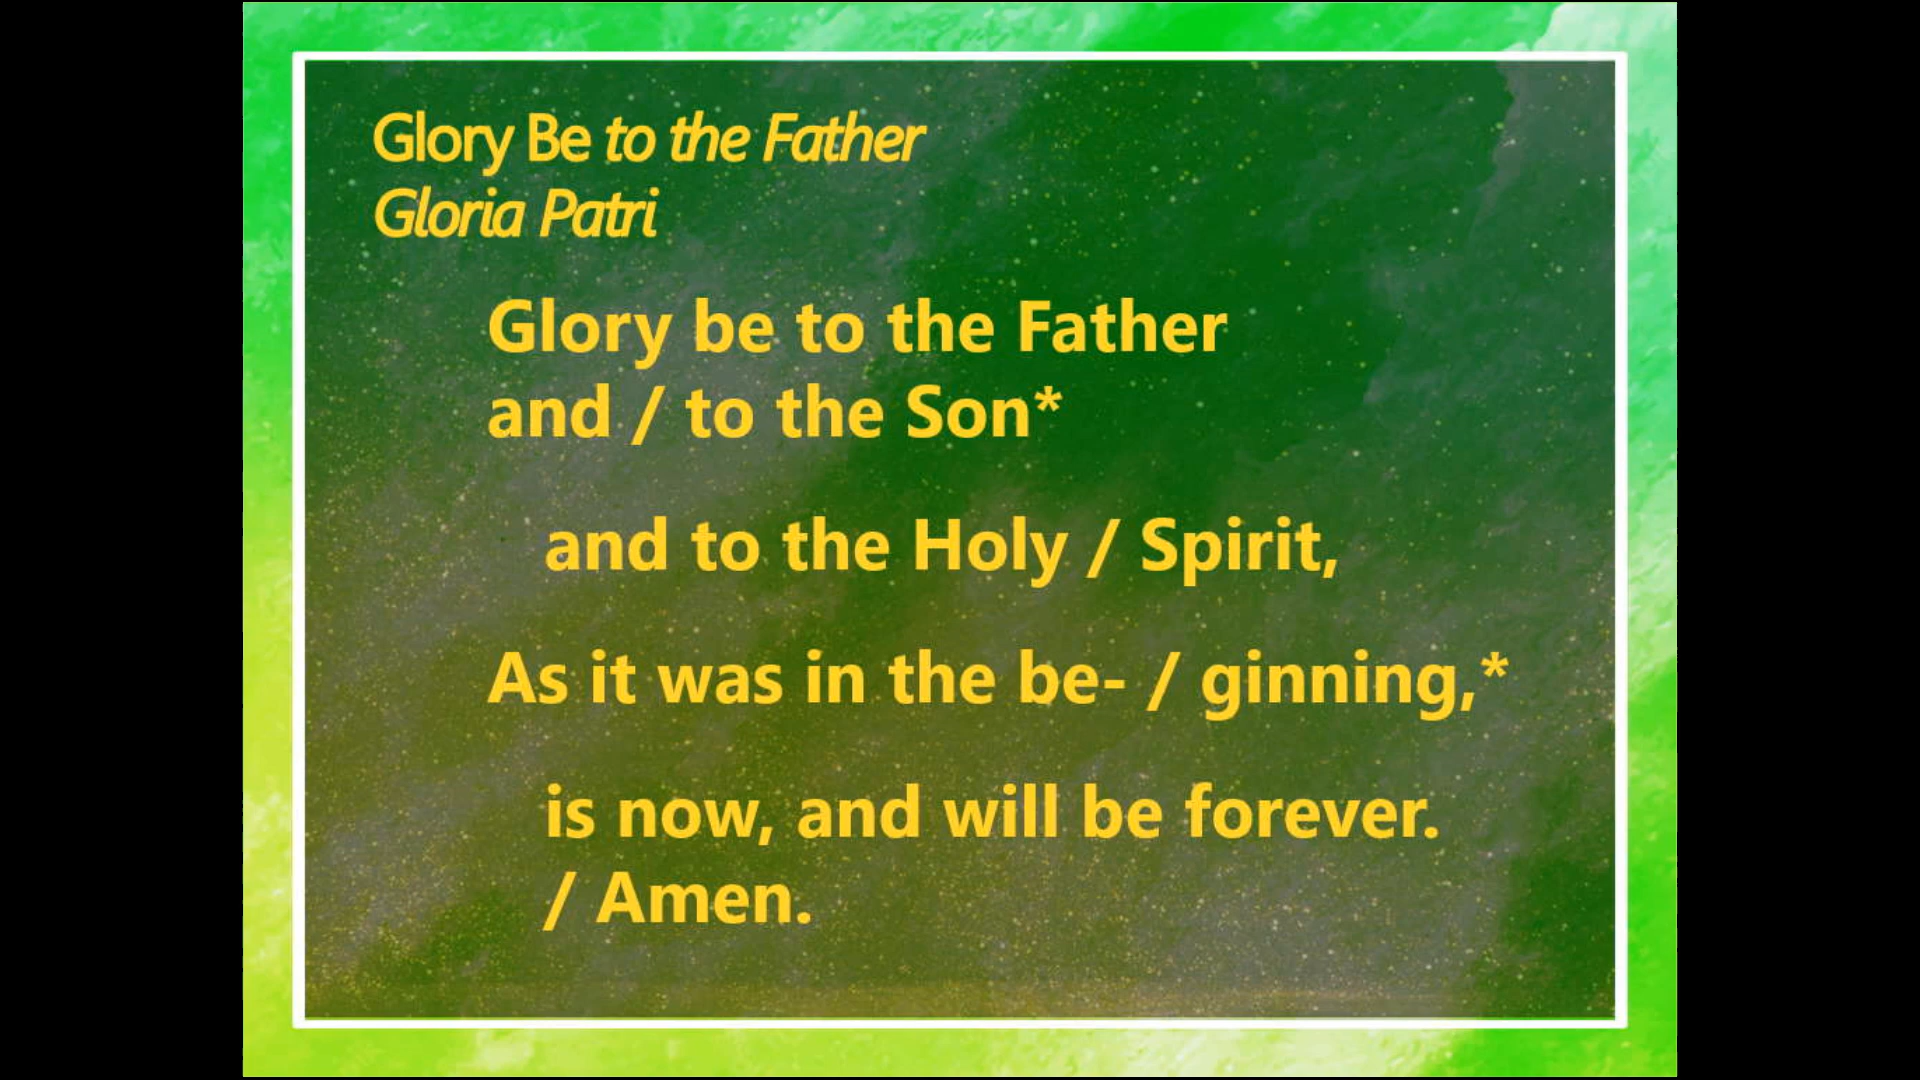 Glory Be to the Father
Gloria Patri
Glory be to the Father
and / to the Son*
and to the Holy / Spirit,
As it was in the be- / ginning,*
is now, and will be forever.
/ Amen.